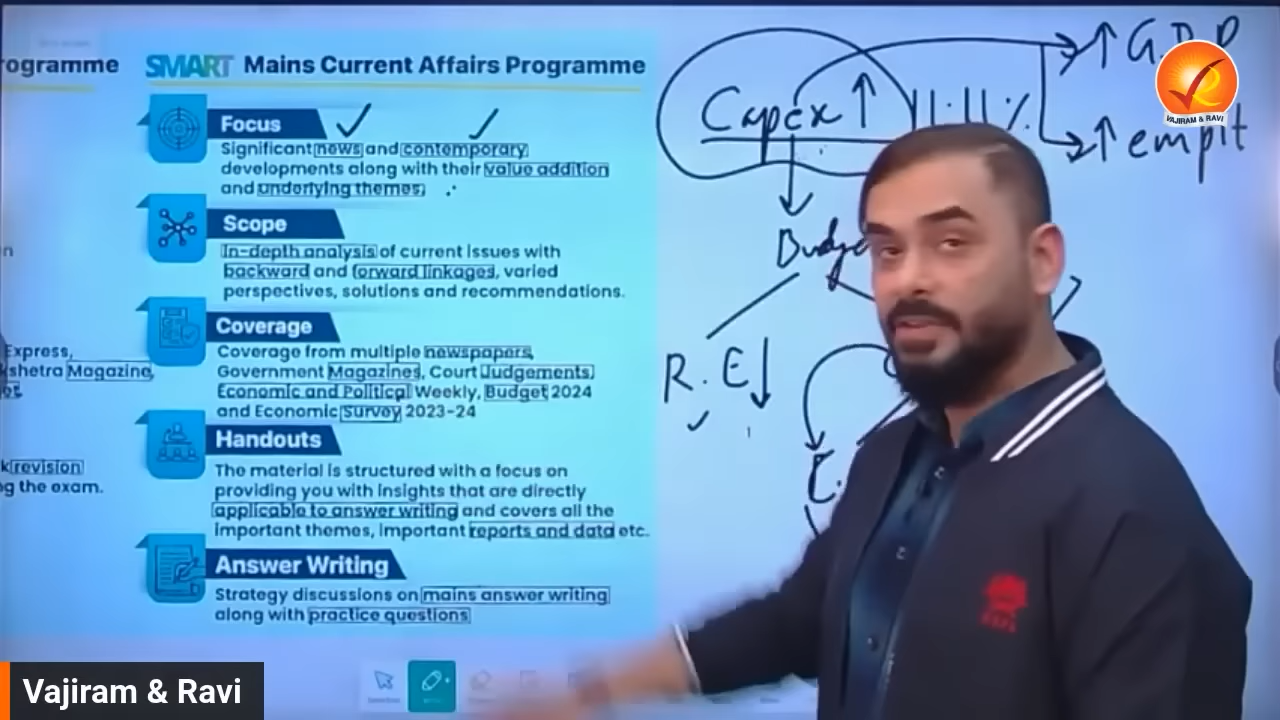 ogramme
SMART Mains Current Affairs Programme
Focus
Significant news and contemporary
developments along with their value addition
and underlying themes.
Scope
In-depth analysis of current issues with
backward and forward linkages, varied
perspectives, solutions and recommendations.
Coverage
Coverage from multiple newspapers,
Government Magazines, Court Judgements,
Economic and Political Weekly, Budget 2024
and Economic Survey 2023-24
Handouts
The material is structured with a focus on
providing you with insights that are directly
applicable to answer writing and covers all the
important themes, important reports and data etc.
Answer Writing
Strategy discussions on mains answer writing
along with practice questions
n
Express,
kshetra Magazine,
k revision
ng the exam.
Capex ↑ 11.11%
↑ G.D.P
↑ emplt
Budge
R.E ↓
VAJIRAM & RAVI
Vajiram & Ravi